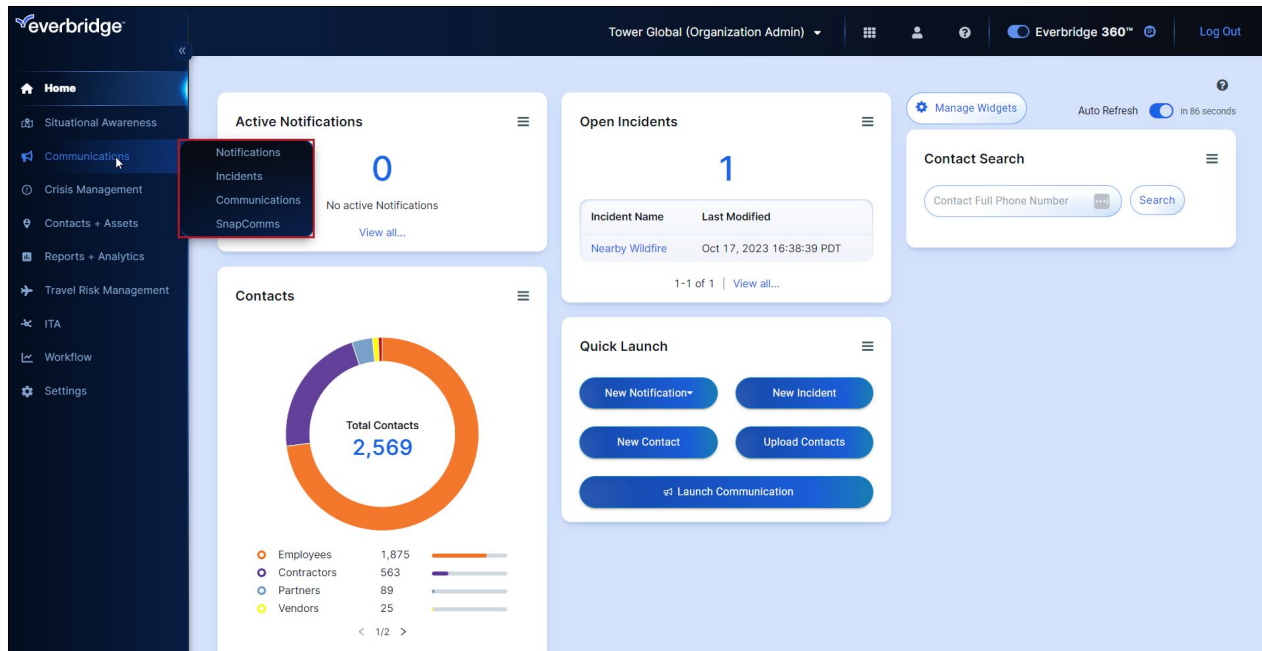 everbridge™
Tower Global (Organization Admin)
Everbridge 360™
Log Out
Home
Situational Awareness
Communications
Crisis Management
Contacts + Assets
Reports + Analytics
Travel Risk Management
ITA
Workflow
Settings
Notifications
Incidents
Communications
SnapComms
Active Notifications
0
No active Notifications
View all...
Contacts
Total Contacts
2,569
Employees 1,875
Contractors 563
Partners 89
Vendors 25
< 1/2 >
Open Incidents
1
Incident Name Last Modified
Nearby Wildfire Oct 17, 2023 16:38:39 PDT
1-1 of 1 | View all...
Quick Launch
New Notification
New Incident
New Contact
Upload Contacts
Launch Communication
Manage Widgets
Auto Refresh in 86 seconds
Contact Search
Contact Full Phone Number
Search